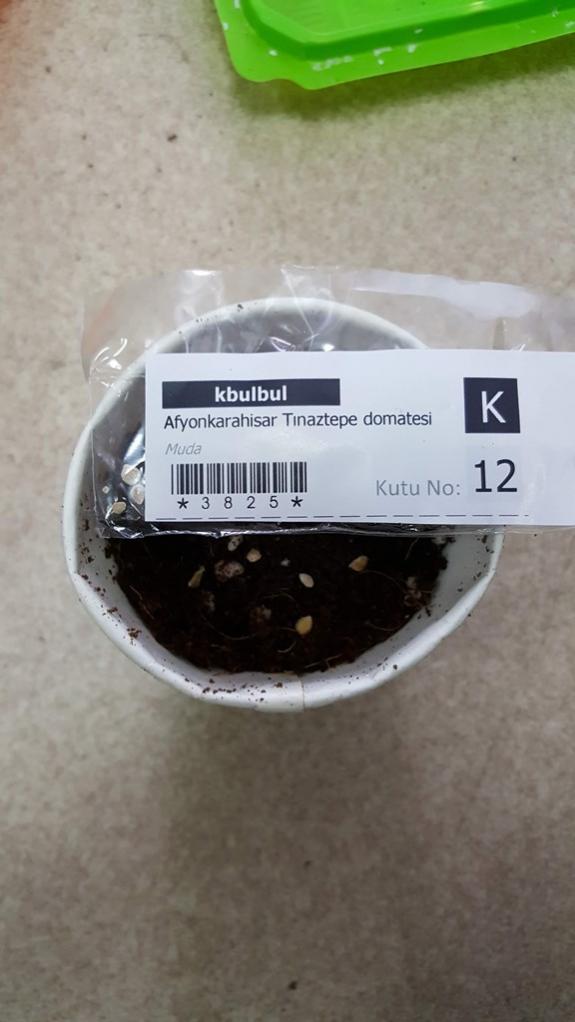 kbulbul
K
Afyonkarahisar Tınaztepe domatesi
Muda
*3825*
Kutu No: 12